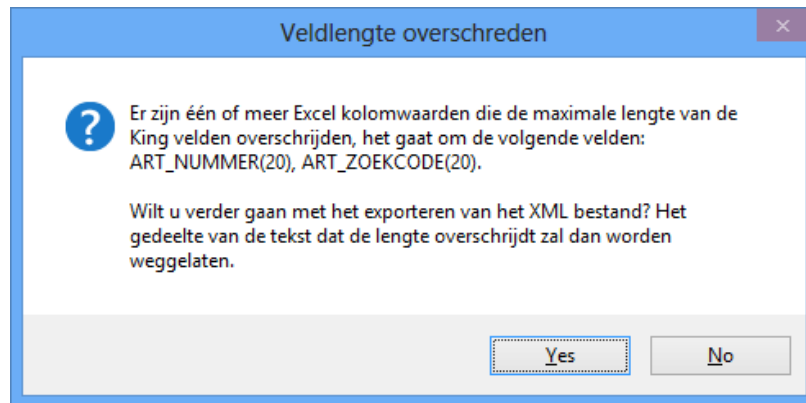 Veldlengte overschreden
Er zijn één of meer Excel kolomwaarden die de maximale lengte van de
King velden overschrijden, het gaat om de volgende velden:
ART_NUMMER(20), ART_ZOEKCODE(20).
Wilt u verder gaan met het exporteren van het XML bestand? Het
gedeelte van de tekst dat de lengte overschrijdt zal dan worden
weggelaten.
Yes
No